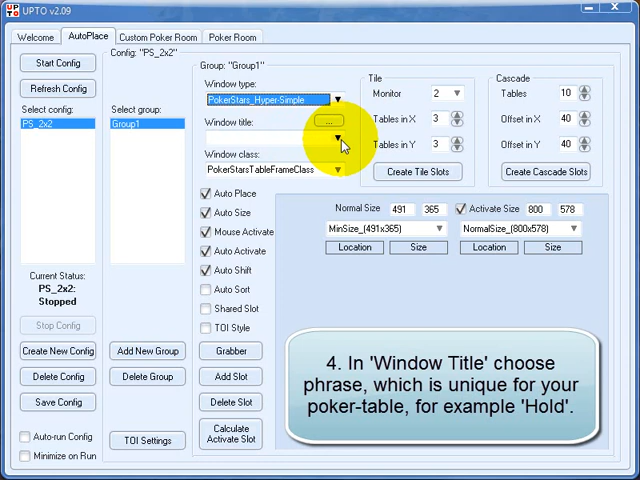 UPTO v2.09
Welcome
AutoPlace
Custom Poker Room
Poker Room
Start Config
Refresh Config
Select config:
PS_2x2
Current Status:
PS_2x2:
Stopped
Stop Config
Create New Config
Delete Config
Save Config
Auto-run Config
Minimize on Run
Config: "PS_2x2"
Select group:
Group1
Add New Group
Delete Group
TOI Settings
Group: "Group1"
Window type:
PokerStars_Hyper-Simple
Window title:
...
Window class:
PokerStarsTableFrameClass
Auto Place
Auto Size
Mouse Activate
Auto Activate
Auto Shift
Auto Sort
Shared Slot
TOI Style
Grabber
Add Slot
Delete Slot
Calculate
Activate Slot
Tile
Monitor 2
Tables in X 3
Tables in Y 3
Create Tile Slots
Cascade
Tables 10
Offset in X 40
Offset in Y 40
Create Cascade Slots
Normal Size 491 365
Activate Size 800 578
MinSize_(491x365)
NormalSize_(800x578)
Location
Size
Location
Size
4. In 'Window Title' choose
phrase, which is unique for your
poker-table, for example 'Hold'.